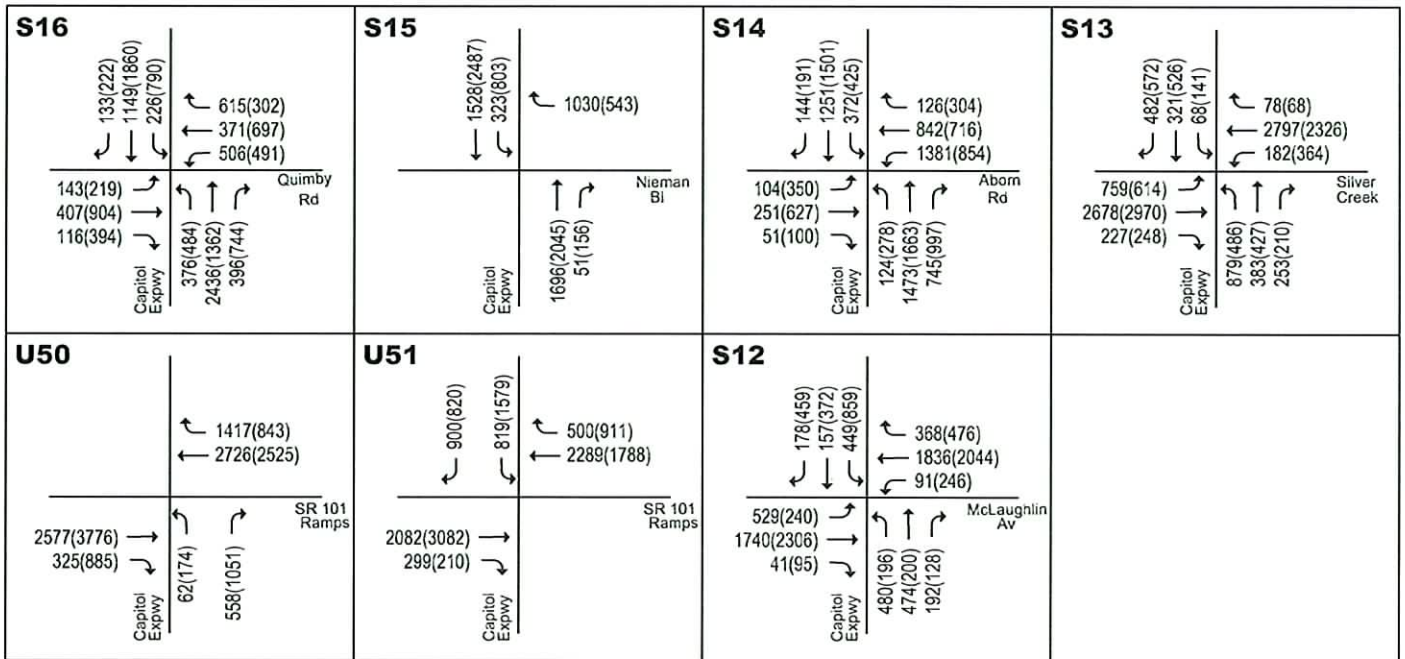 S16
133(222)
1149(1860)
226(790)
615(302)
371(697)
506(491)
Quimby
Rd
143(219)
407(904)
116(394)
Capitol
Expwy
376(484)
2436(1362)
396(744)
S15
1528(2487)
323(803)
1030(543)
Nieman
Bl
Capitol
Expwy
1696(2045)
51(156)
S14
144(191)
1251(1501)
372(425)
126(304)
842(716)
1381(854)
Aborn
Rd
104(350)
251(627)
51(100)
Capitol
Expwy
124(278)
1473(1663)
745(997)
S13
482(572)
321(526)
68(141)
78(68)
2797(2326)
182(364)
Silver
Creek
759(614)
2678(2970)
227(248)
Capitol
Expwy
879(486)
383(427)
253(210)
U50
1417(843)
2726(2525)
SR 101
Ramps
2577(3776)
325(885)
Capitol
Expwy
62(174)
558(1051)
U51
900(820)
819(1579)
500(911)
2289(1788)
SR 101
Ramps
2082(3082)
299(210)
Capitol
Expwy
S12
178(459)
157(372)
449(859)
368(476)
1836(2044)
91(246)
McLaughlin
Av
529(240)
1740(2306)
41(95)
Capitol
Expwy
480(196)
474(200)
192(128)